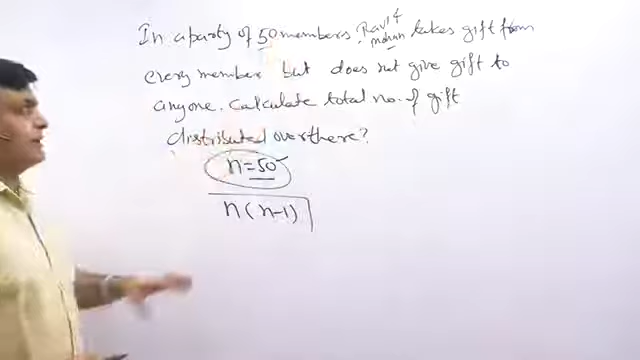 In a party of 50 members, Ravi & mohan takes gift from
every member but does not give gift to
anyone. Calculate total no. of gift
distributed over there?
n=50
n(n-1)